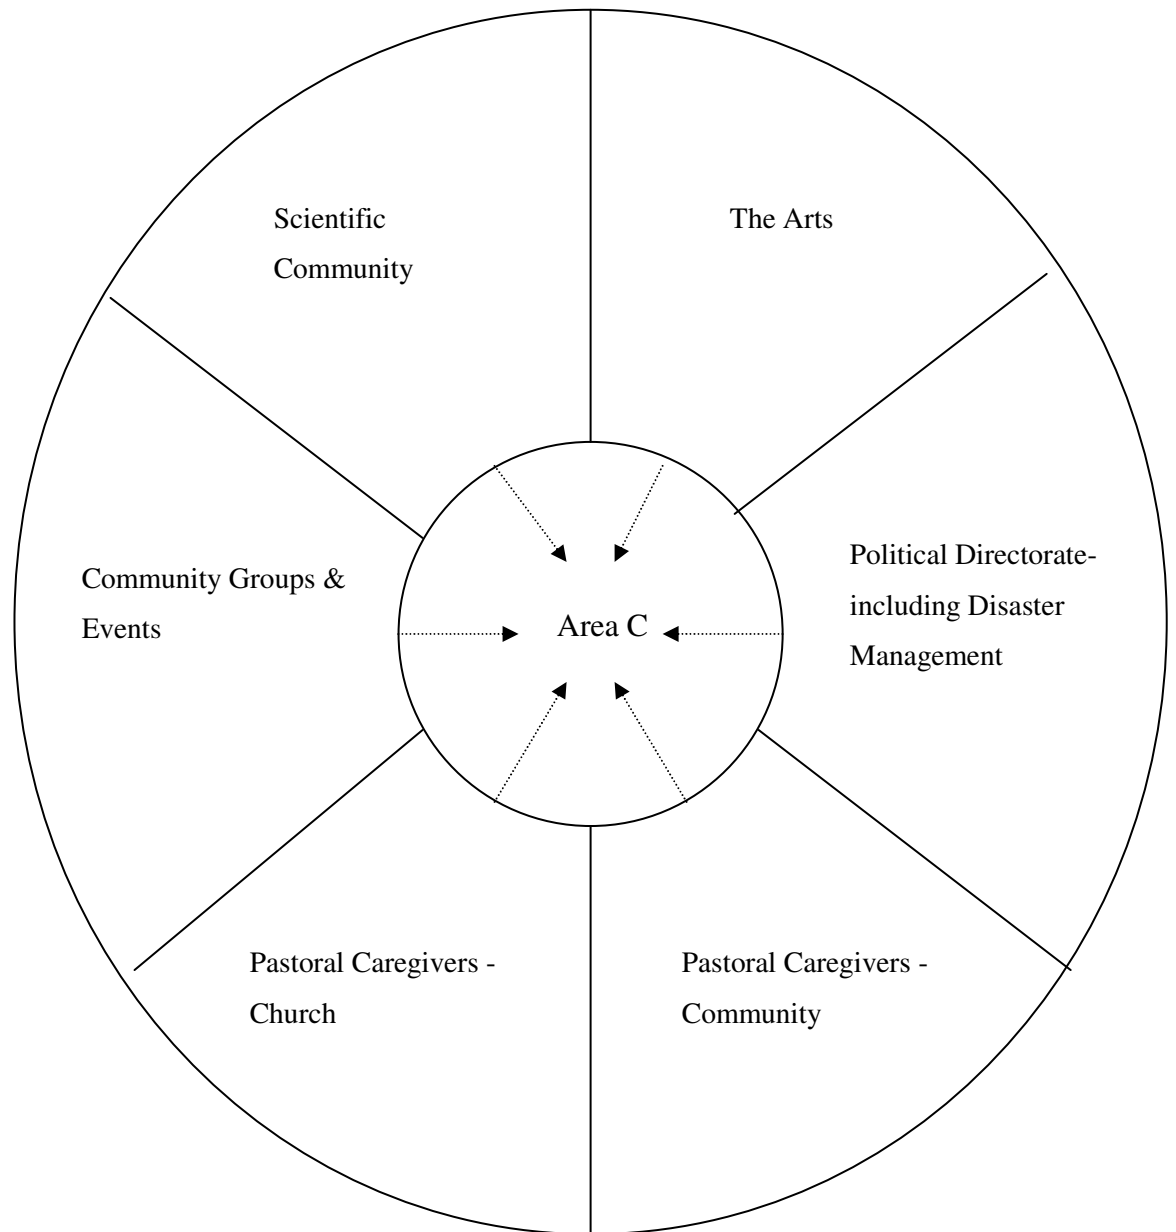 Scientific
Community
The Arts
Community Groups &
Events
Area C
Political Directorate-
including Disaster
Management
Pastoral Caregivers -
Church
Pastoral Caregivers -
Community